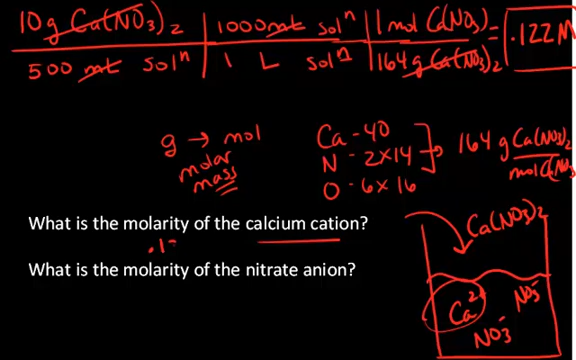 10g Ca(NO3)2 | 1000 mL solⁿ | 1 mol Ca(NO3)2 = .122 M
500 mL solⁿ | 1 L solⁿ | 164 g Ca(NO3)2
g → mol
molar
mass
Ca - 40
N - 2×14
O - 6×16
164 g Ca(NO3)2
mol Ca(NO3)2
What is the molarity of the calcium cation?
.1
What is the molarity of the nitrate anion?
Ca(NO3)2
Ca²⁺
NO3⁻
NO3⁻